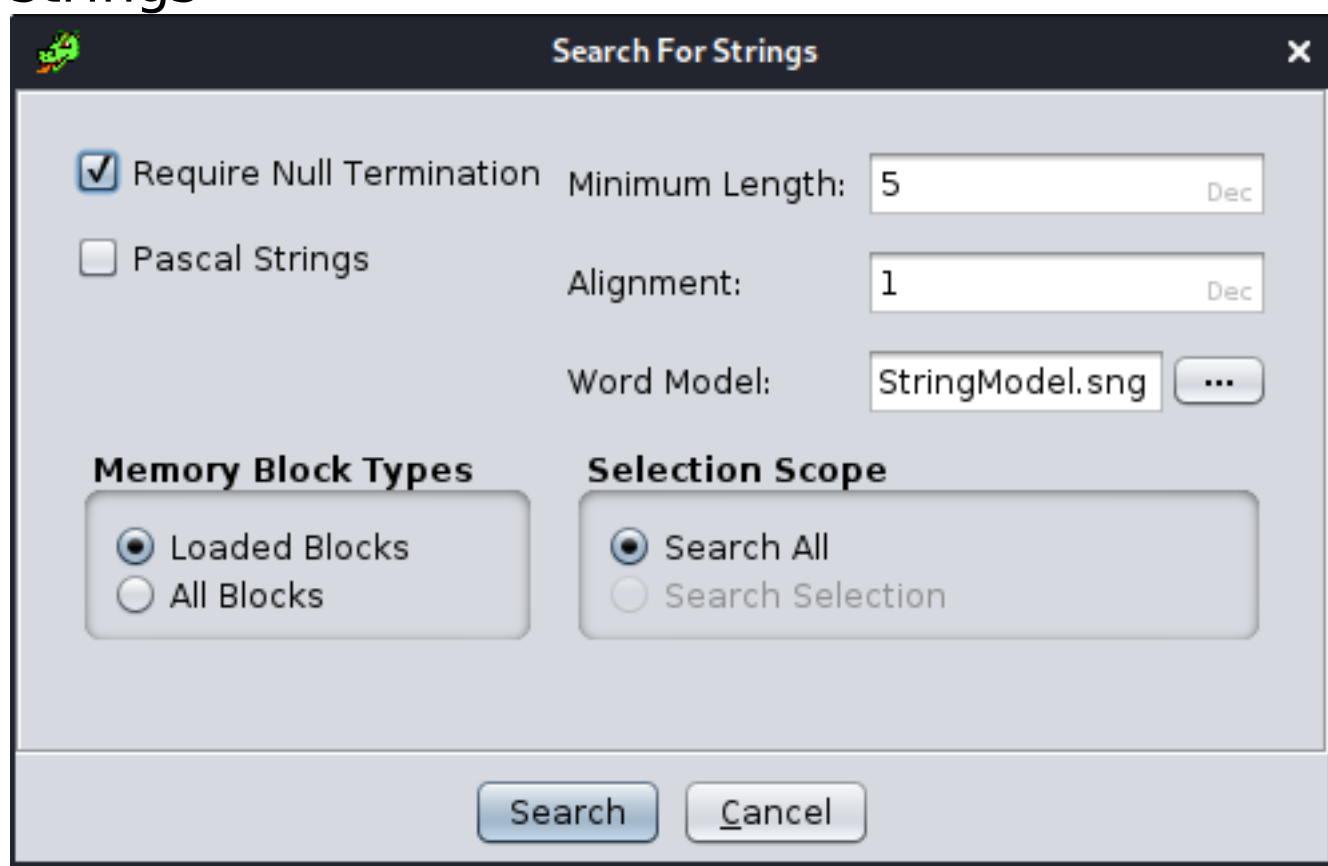 Strings
Search For Strings
Require Null Termination
Minimum Length: 5 Dec
Pascal Strings
Alignment: 1 Dec
Word Model: StringModel.sng ...
Memory Block Types
Selection Scope
Loaded Blocks
Search All
All Blocks
Search Selection
Search
Cancel